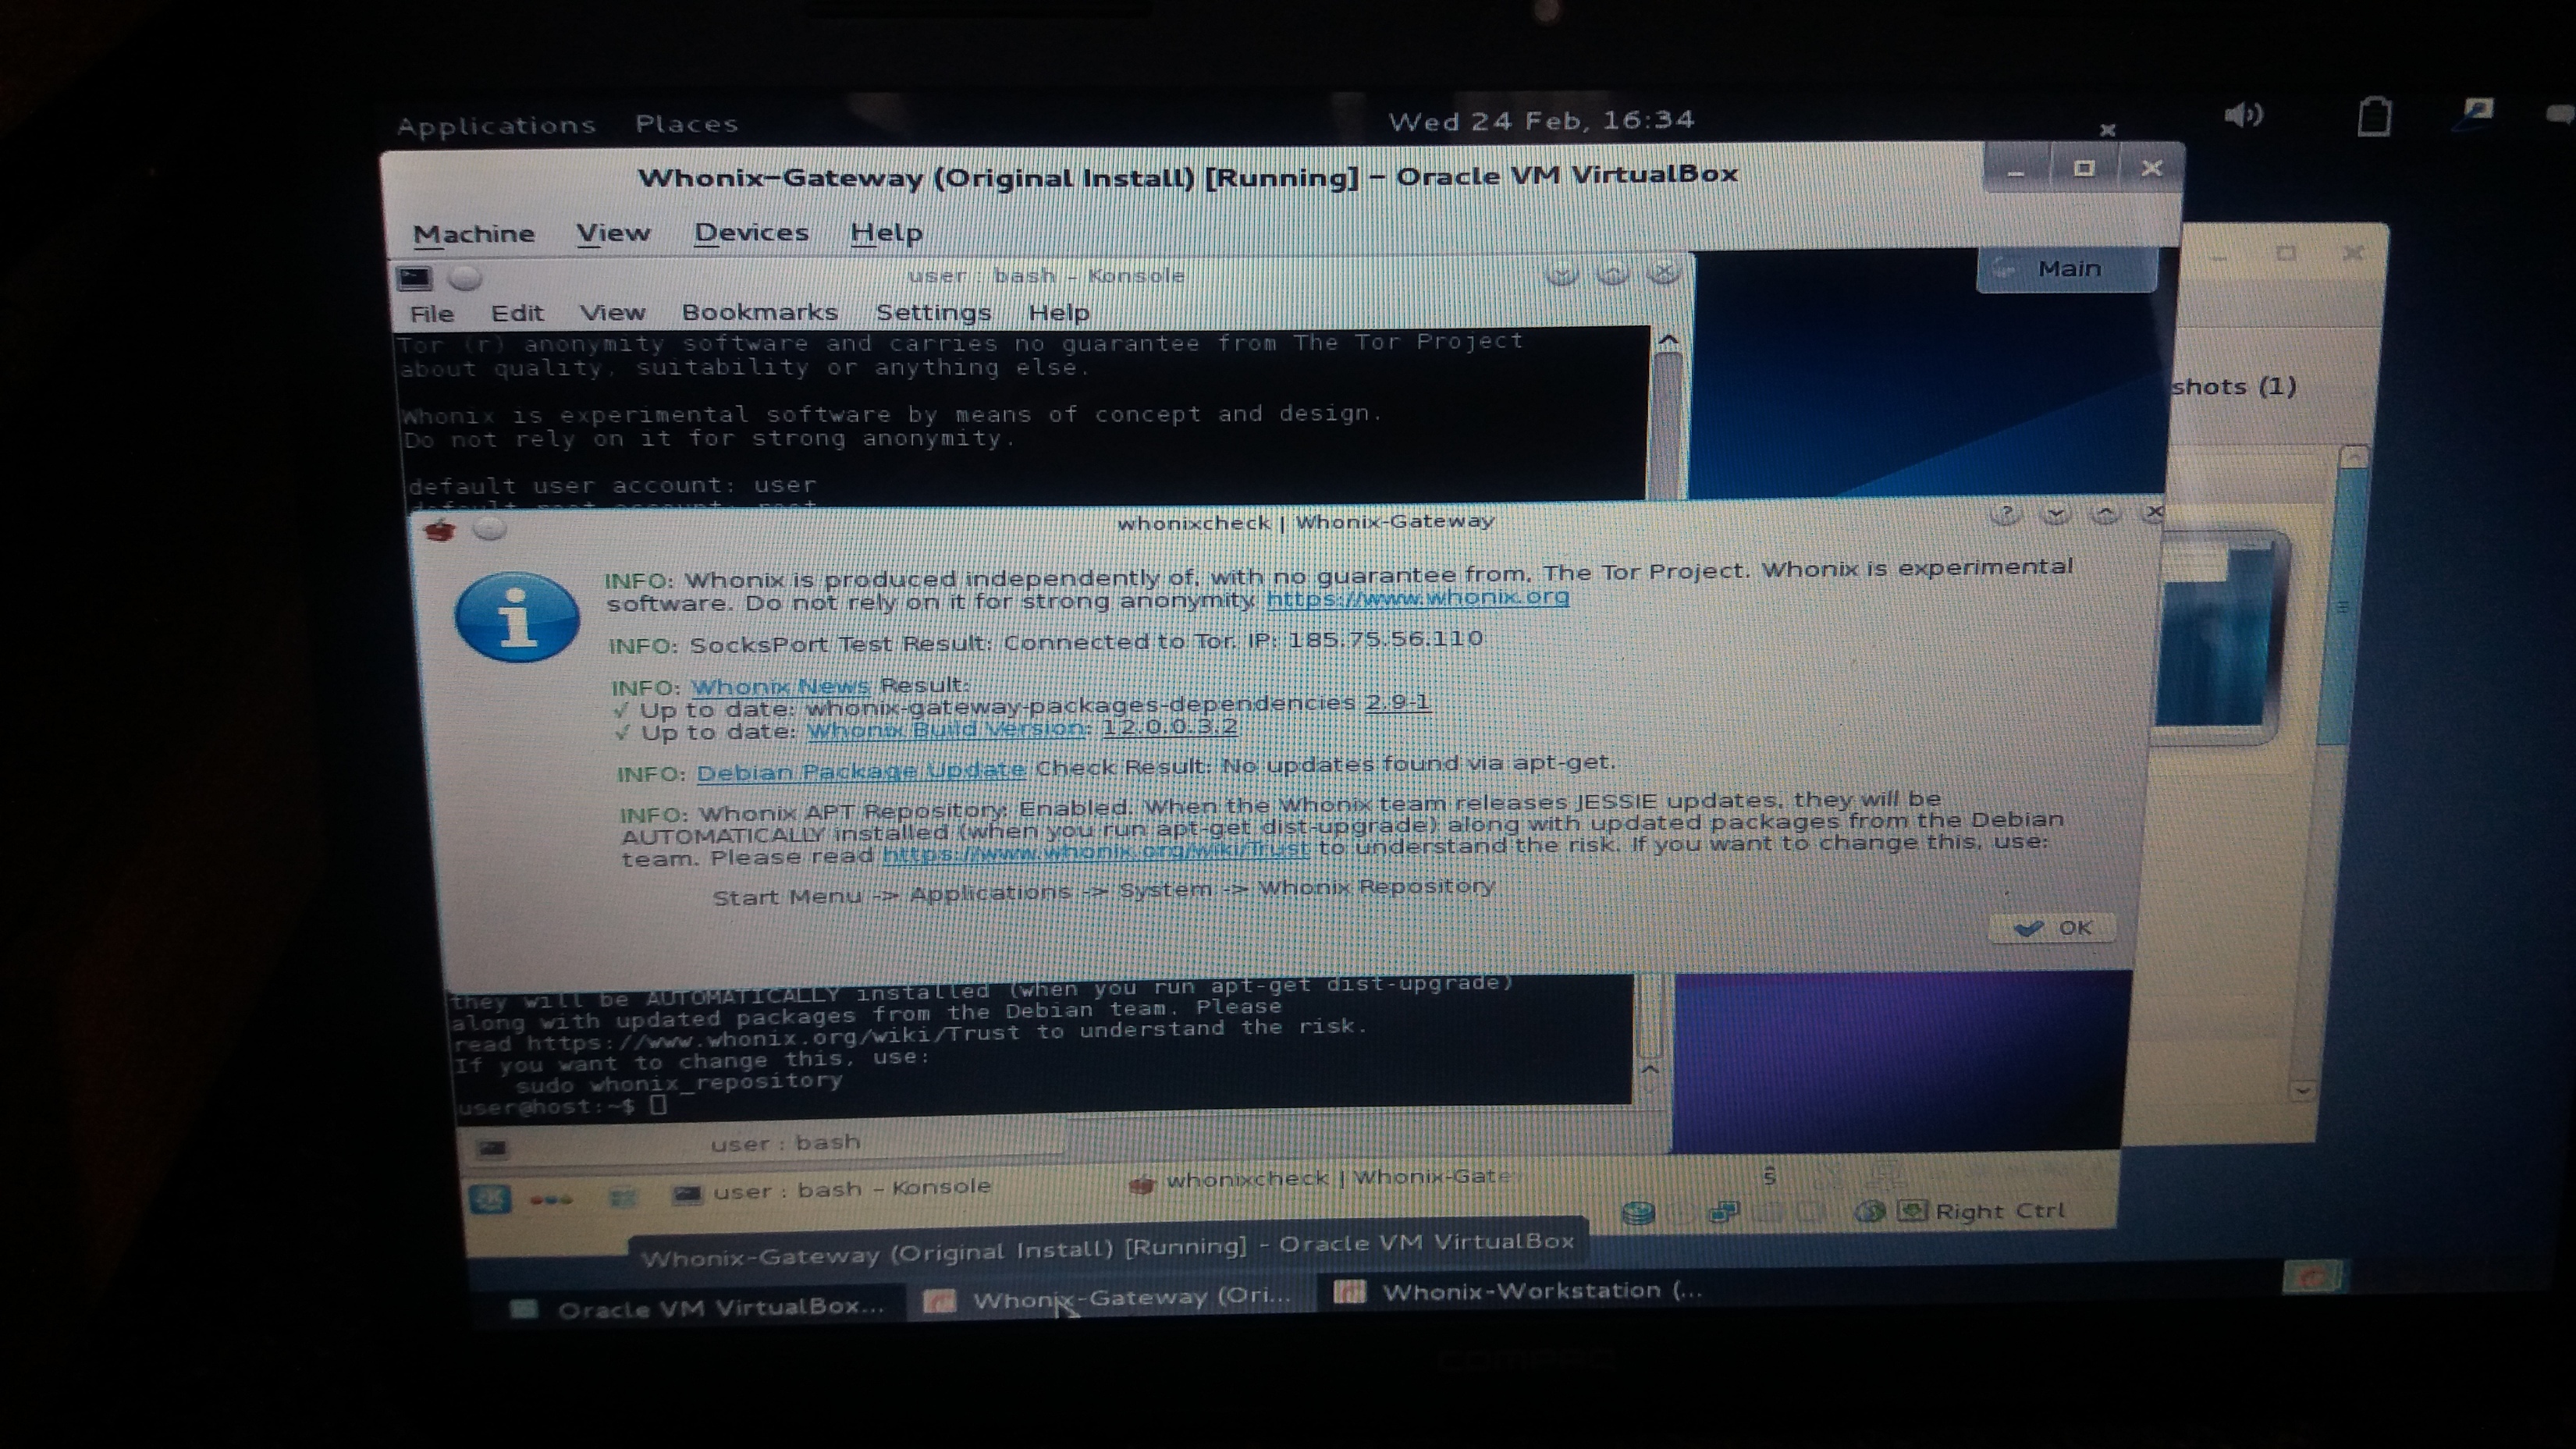 Applications Places Wed 24 Feb, 16:34
Whonix-Gateway (Original Install) [Running] - Oracle VM VirtualBox
Machine View Devices Help
user : bash - Konsole
Main
File Edit View Bookmarks Settings Help
Tor (r) anonymity software and carries no guarantee from The Tor Project
about quality, suitability or anything else.
shots (1)
Whonix is experimental software by means of concept and design.
Do not rely on it for strong anonymity.
default user account: user
whonixcheck | Whonix-Gateway
INFO: Whonix is produced independently of, with no guarantee from, The Tor Project. Whonix is experimental
software. Do not rely on it for strong anonymity. https://www.whonix.org
INFO: SocksPort Test Result: Connected to Tor. IP: 185.75.56.110
INFO: Whonix News Result:
✓ Up to date: whonix-gateway-packages-dependencies 2.9-1
✓ Up to date: Whonix Build Version: 12.0.0.3.2
INFO: Debian Package Update Check Result: No updates found via apt-get.
INFO: Whonix APT Repository: Enabled. When the Whonix team releases JESSIE updates, they will be
AUTOMATICALLY installed (when you run apt-get dist-upgrade) along with updated packages from the Debian
team. Please read https://www.whonix.org/wiki/Trust to understand the risk. If you want to change this, use:
Start Menu -> Applications -> System -> Whonix Repository
OK
they will be AUTOMATICALLY installed (when you run apt-get dist-upgrade)
along with updated packages from the Debian team. Please
read https://www.whonix.org/wiki/Trust to understand the risk.
If you want to change this, use:
sudo whonix_repository
user@host:~$
user : bash
user : bash - Konsole whonixcheck | Whonix-Gate
Right Ctrl
Whonix-Gateway (Original Install) [Running] - Oracle VM VirtualBox
Oracle VM VirtualBox... Whonix-Gateway (Ori... Whonix-Workstation (...
COMPAQ